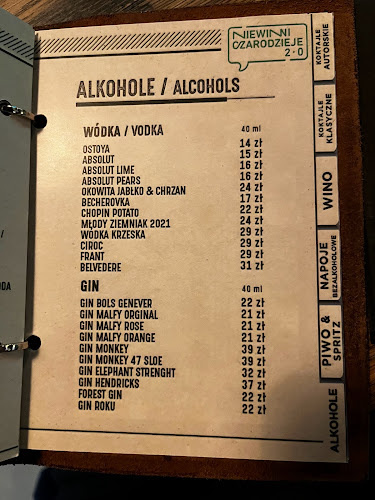 NIEWINNI
CZARODZIEJE
2.0
ALKOHOLE / ALCOHOLS
WÓDKA / VODKA 40 ml
OSTOYA 14 zł
ABSOLUT 15 zł
ABSOLUT LIME 16 zł
ABSOLUT PEARS 16 zł
OKOWITA JABŁKO & CHRZAN 24 zł
BECHEROVKA 17 zł
CHOPIN POTATO 22 zł
MŁODY ZIEMNIAK 2021 24 zł
WÓDKA KRZESKA 29 zł
CIROC 29 zł
FRANT 29 zł
BELVEDERE 31 zł
GIN 40 ml
GIN BOLS GENEVER 22 zł
GIN MALFY ORGINAL 21 zł
GIN MALFY ROSE 21 zł
GIN MALFY ORANGE 21 zł
GIN MONKEY 39 zł
GIN MONKEY 47 SLOE 39 zł
GIN ELEPHANT STRENGHT 32 zł
GIN HENDRICKS 37 zł
FOREST GIN 22 zł
GIN ROKU 22 zł
KOKTAJLE
AUTORSKIE
KOKTAJLE
KLASYCZNE
WINO
NAPOJE
BEZALKOHOLOWE
PIWO &
SPRITZ
ALKOHOLE